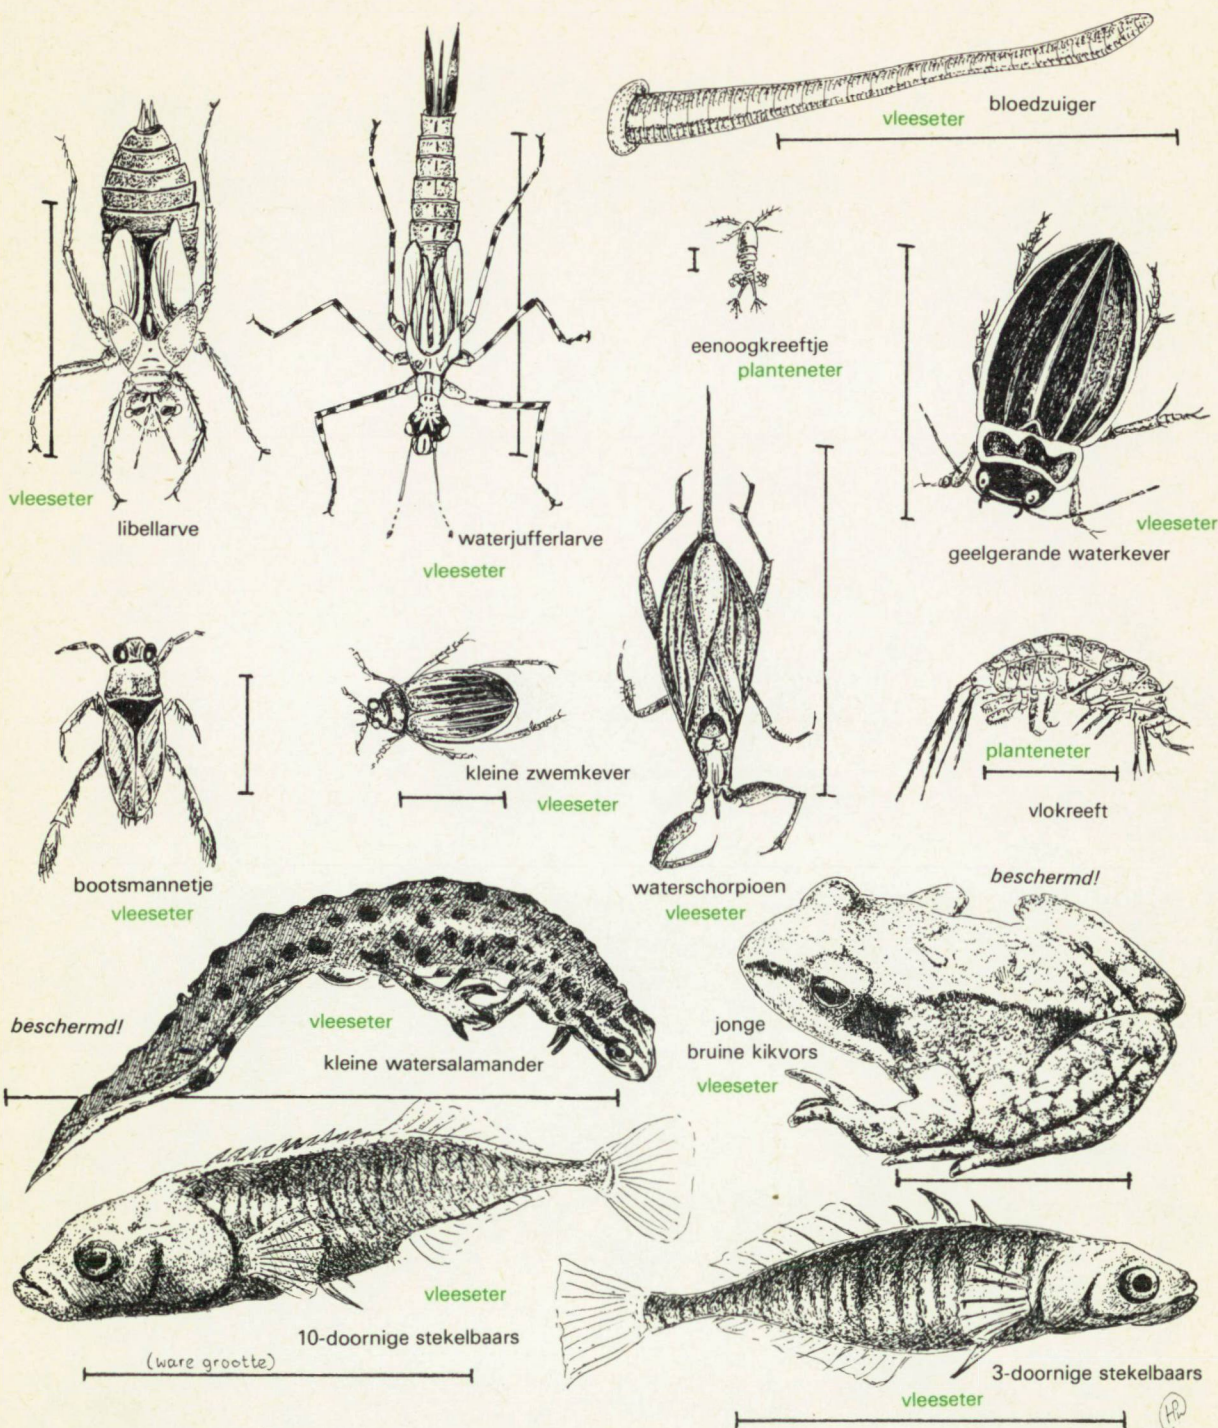 bloedzuiger
vleeseter
eenoogkreeftje
planteneter
vleeseter
libellarve
waterjufferlarve
vleeseter
vleeseter
geelgerande waterkever
bootsmannetje
vleeseter
kleine zwemkever
vleeseter
waterschorpioen
vleeseter
planteneter
vlokreeft
beschermd!
vleeseter
kleine watersalamander
beschermd!
jonge
bruine kikvors
vleeseter
vleeseter
10-doornige stekelbaars
(ware grootte)
3-doornige stekelbaars
vleeseter